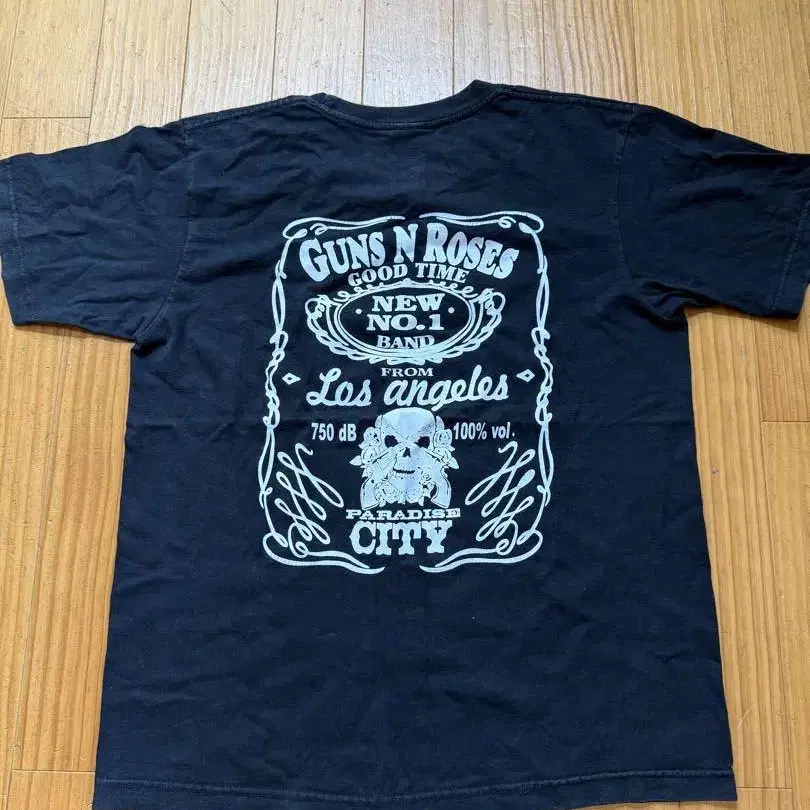 GUNS N ROSES
GOOD TIME
NEW
NO.1
BAND
FROM
Los angeles
750 dB 100% vol.
PARADISE
CITY